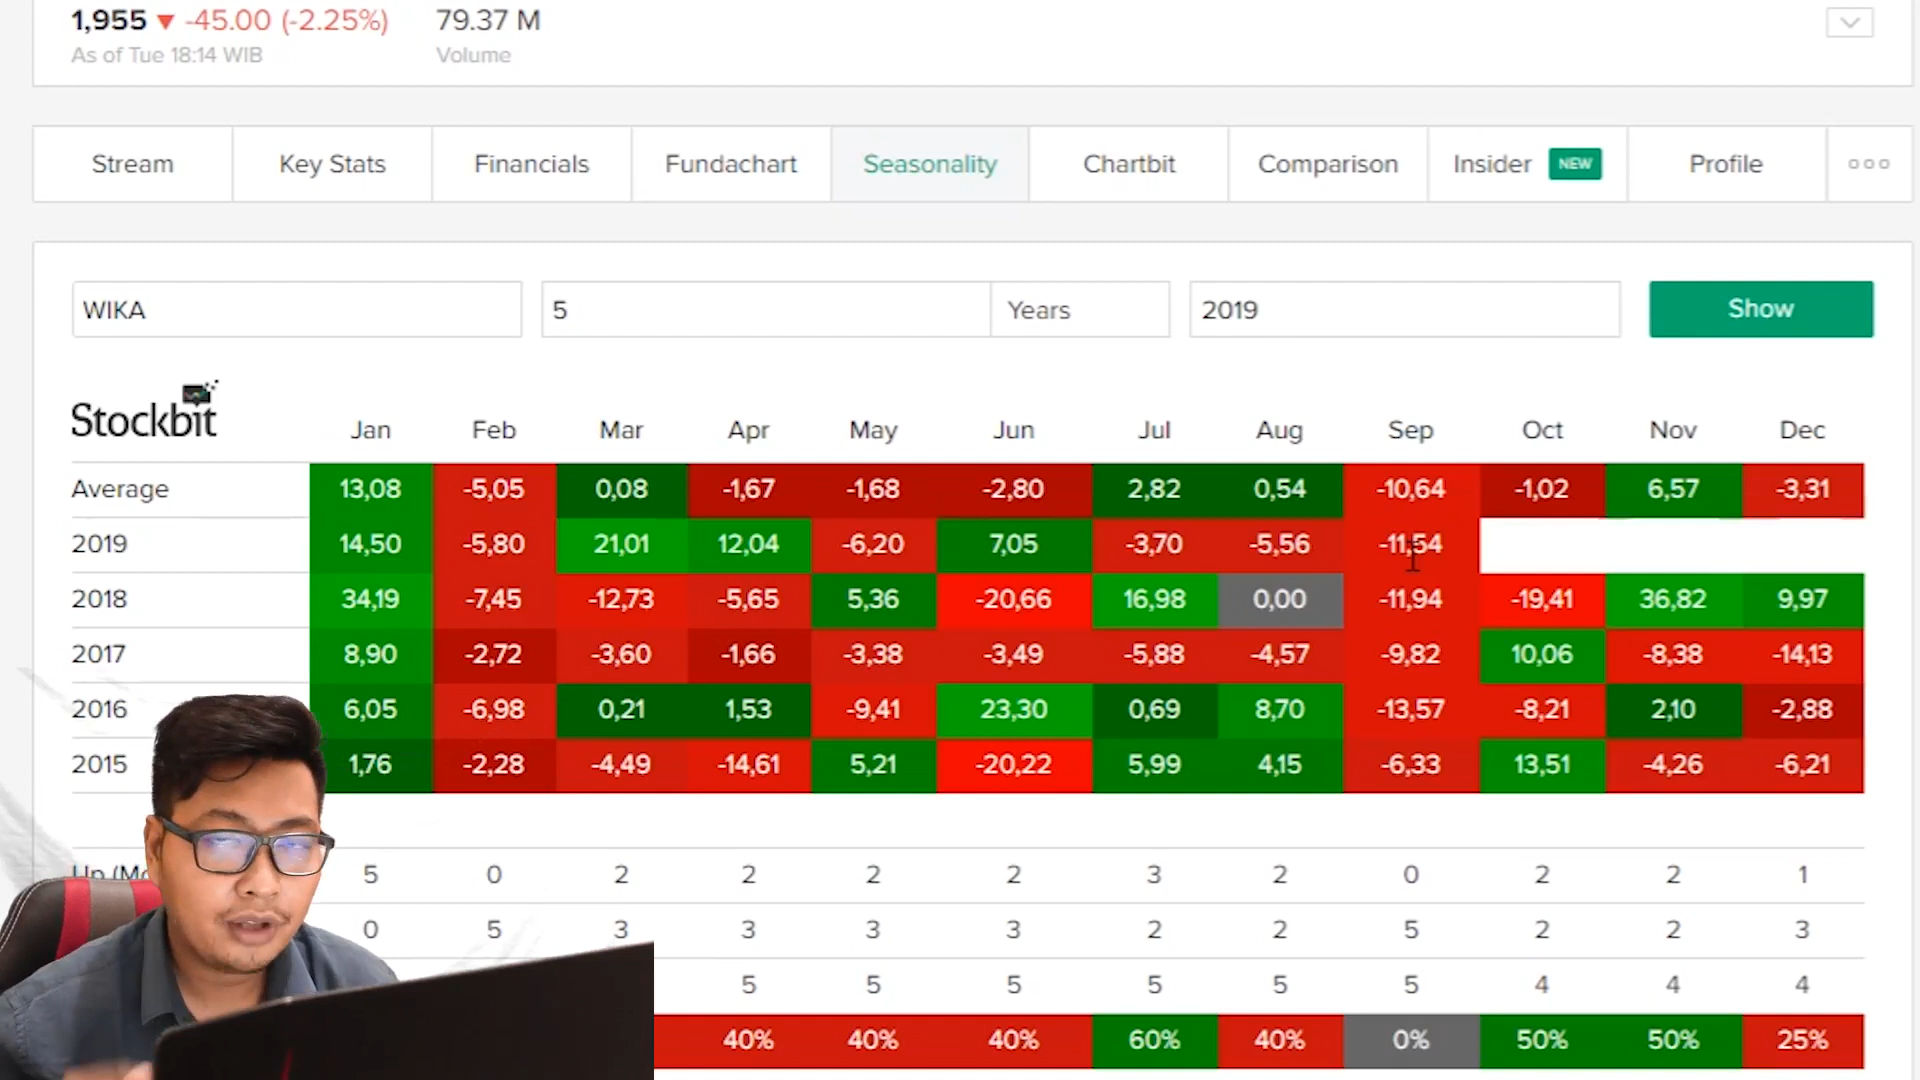 1,955 ▼ -45.00 (-2.25%) 79.37 M
As of Tue 18:14 WIB Volume
Stream Key Stats Financials Fundachart Seasonality Chartbit Comparison Insider NEW Profile
WIKA 5 Years 2019 Show
Stockbit Jan Feb Mar Apr May Jun Jul Aug Sep Oct Nov Dec
Average 13,08 -5,05 0,08 -1,67 -1,68 -2,80 2,82 0,54 -10,64 -1,02 6,57 -3,31
2019 14,50 -5,80 21,01 12,04 -6,20 7,05 -3,70 -5,56 -11,54
2018 34,19 -7,45 -12,73 -5,65 5,36 -20,66 16,98 0,00 -11,94 -19,41 36,82 9,97
2017 8,90 -2,72 -3,60 -1,66 -3,38 -3,49 -5,88 -4,57 -9,82 10,06 -8,38 -14,13
2016 6,05 -6,98 0,21 1,53 -9,41 23,30 0,69 8,70 -13,57 -8,21 2,10 -2,88
2015 1,76 -2,28 -4,49 -14,61 5,21 -20,22 5,99 4,15 -6,33 13,51 -4,26 -6,21
5 0 2 2 2 2 3 2 0 2 2 1
0 5 3 3 3 3 2 2 5 2 2 3
5 5 5 5 5 5 4 4 4
40% 40% 40% 60% 40% 0% 50% 50% 25%